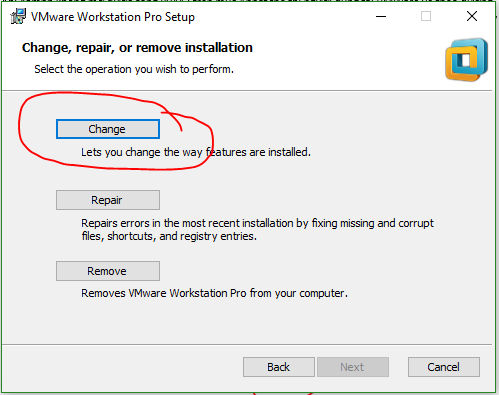 VMware Workstation Pro Setup
Change, repair, or remove installation
Select the operation you wish to perform.
Change
Lets you change the way features are installed.
Repair
Repairs errors in the most recent installation by fixing missing and corrupt
files, shortcuts, and registry entries.
Remove
Removes VMware Workstation Pro from your computer.
Back
Next
Cancel